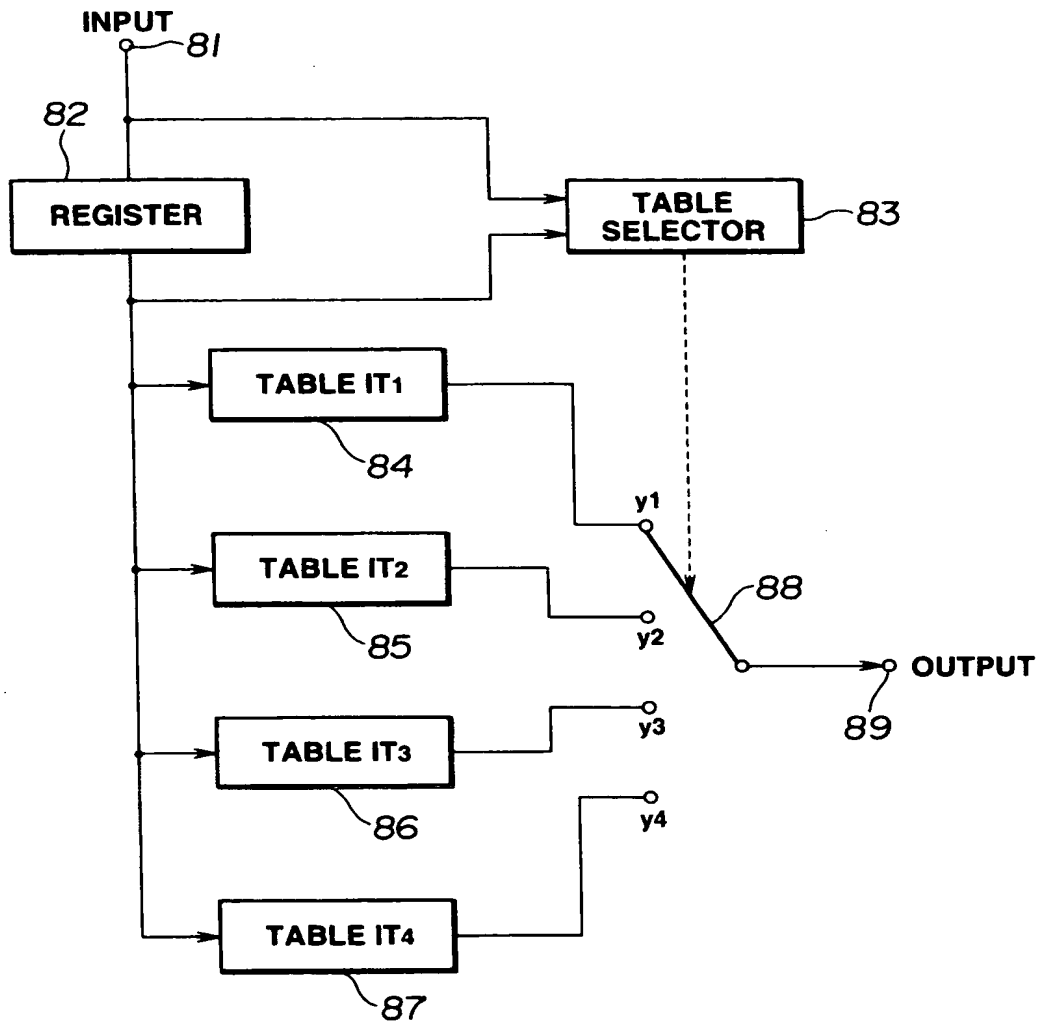 INPUT
81
82
REGISTER
TABLE
SELECTOR
83
TABLE IT1
84
y1
TABLE IT2
85
y2
88
OUTPUT
89
TABLE IT3
86
y3
y4
TABLE IT4
87